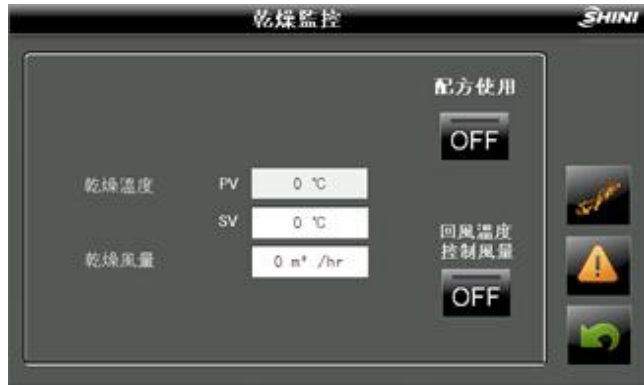 乾燥監控
SHINI
配方使用
OFF
乾燥溫度
PV
0 ℃
SV
0 ℃
回風溫度
控制風量
乾燥風量
0 m³ /hr
OFF